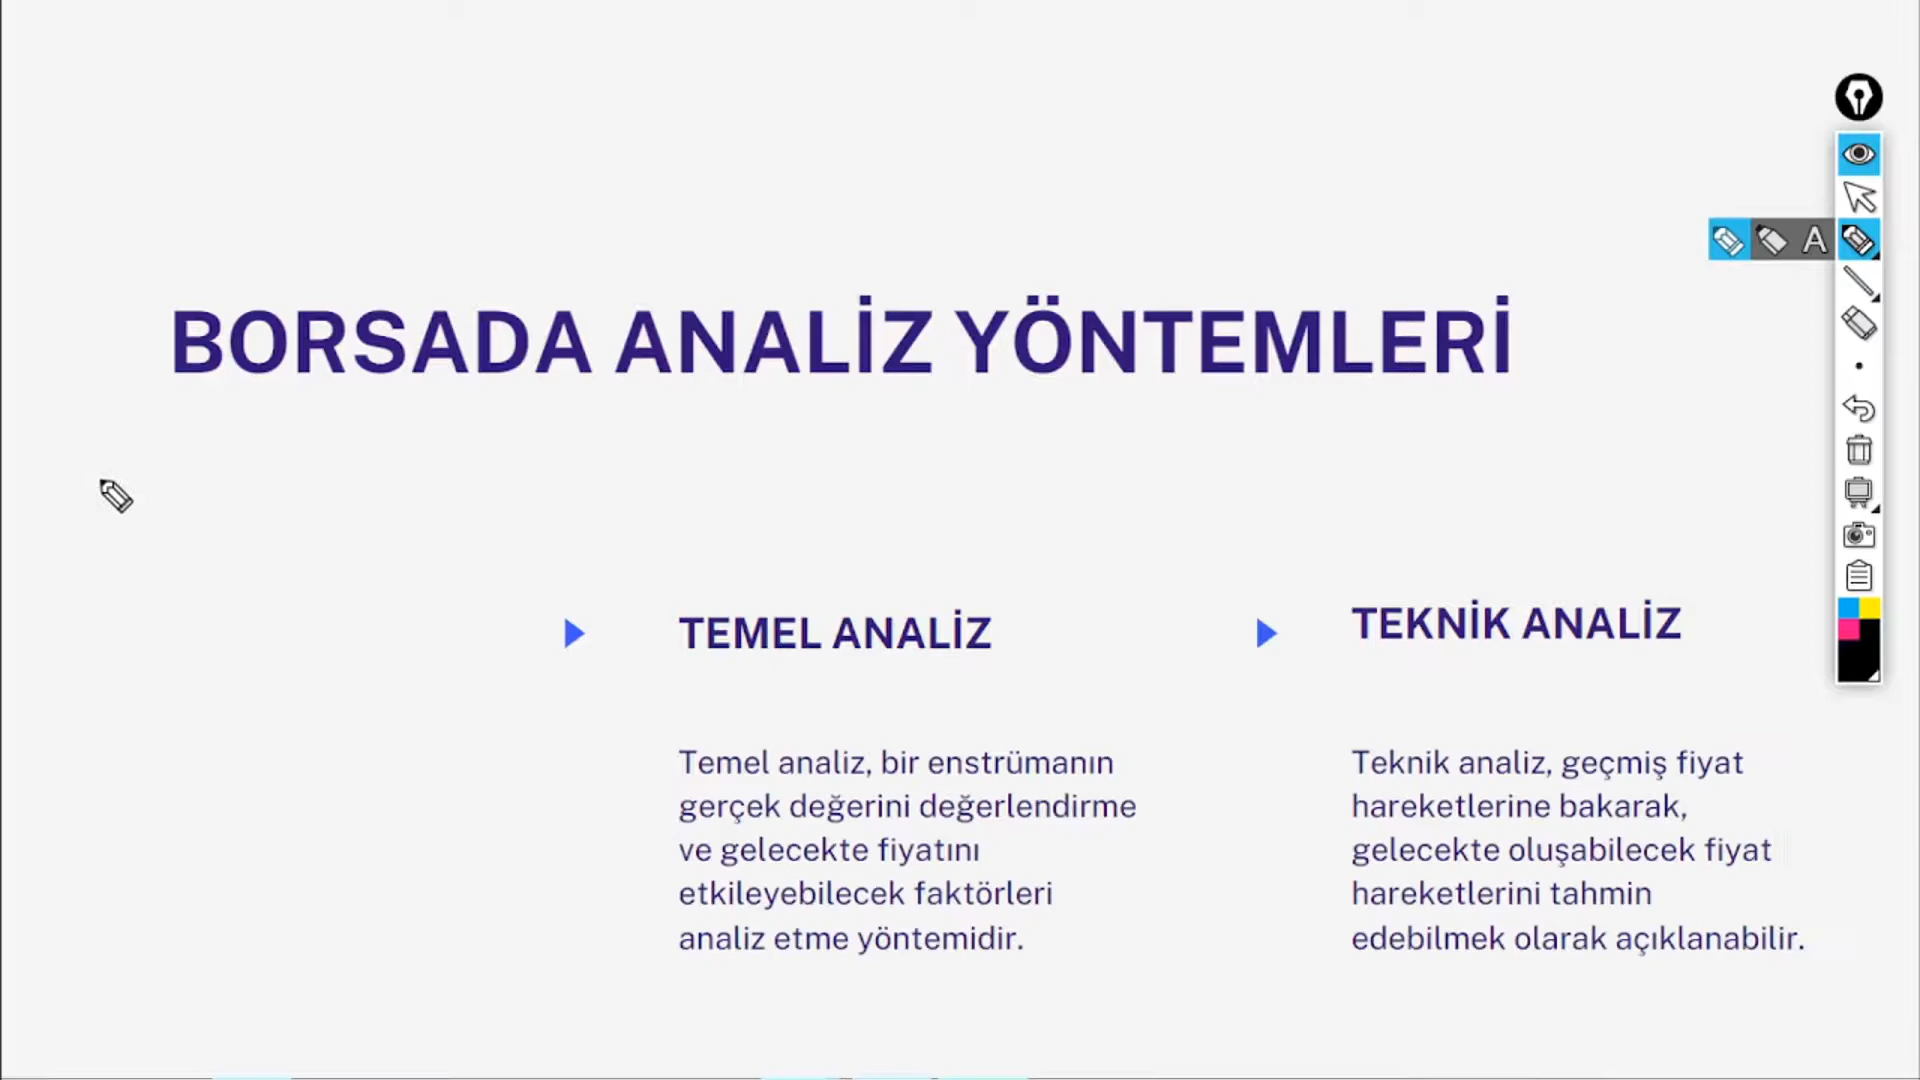 BORSADA ANALİZ YÖNTEMLERİ
TEMEL ANALİZ
Temel analiz, bir enstrümanın
gerçek değerini değerlendirme
ve gelecekte fiyatını
etkileyebilecek faktörleri
analiz etme yöntemidir.
TEKNİK ANALİZ
Teknik analiz, geçmiş fiyat
hareketlerine bakarak,
gelecekte oluşabilecek fiyat
hareketlerini tahmin
edebilmek olarak açıklanabilir.
A